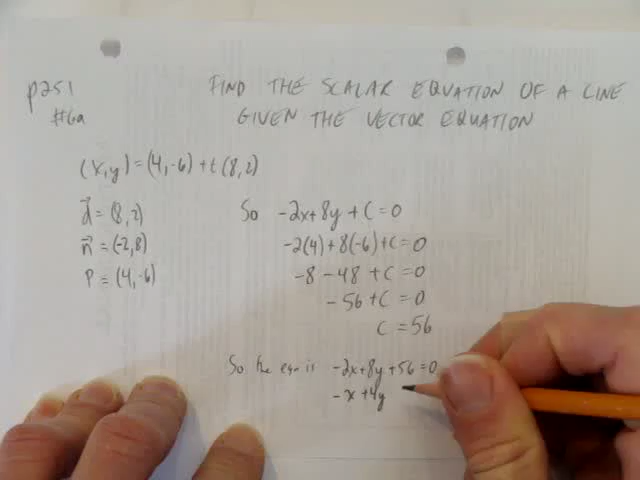 p251
#6a
FIND THE SCALAR EQUATION OF A LINE
GIVEN THE VECTOR EQUATION
(x,y) = (4,-6) + t(8,2)
d⃗ = (8,2)
n⃗ = (-2,8)
P = (4,-6)
So -2x+8y + C = 0
-2(4)+8(-6)+C = 0
-8 - 48 + C = 0
-56 + C = 0
C = 56
So the eqn is -2x+8y+56 = 0
-x+4y